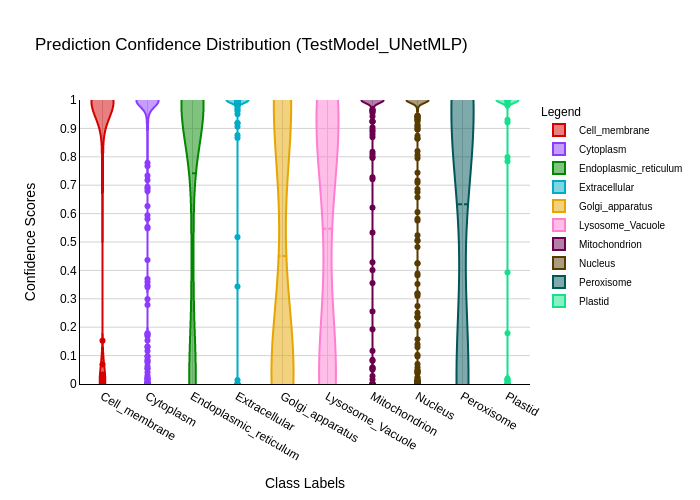 Prediction Confidence Distribution (TestModel_UNetMLP)
Legend
Cell_membrane
Cytoplasm
Endoplasmic_reticulum
Extracellular
Golgi_apparatus
Lysosome_Vacuole
Mitochondrion
Nucleus
Peroxisome
Plastid
Confidence Scores
1
0.9
0.8
0.7
0.6
0.5
0.4
0.3
0.2
0.1
0
Cell_membrane
Cytoplasm
Endoplasmic_reticulum
Extracellular
Golgi_apparatus
Lysosome_Vacuole
Mitochondrion
Nucleus
Peroxisome
Plastid
Class Labels